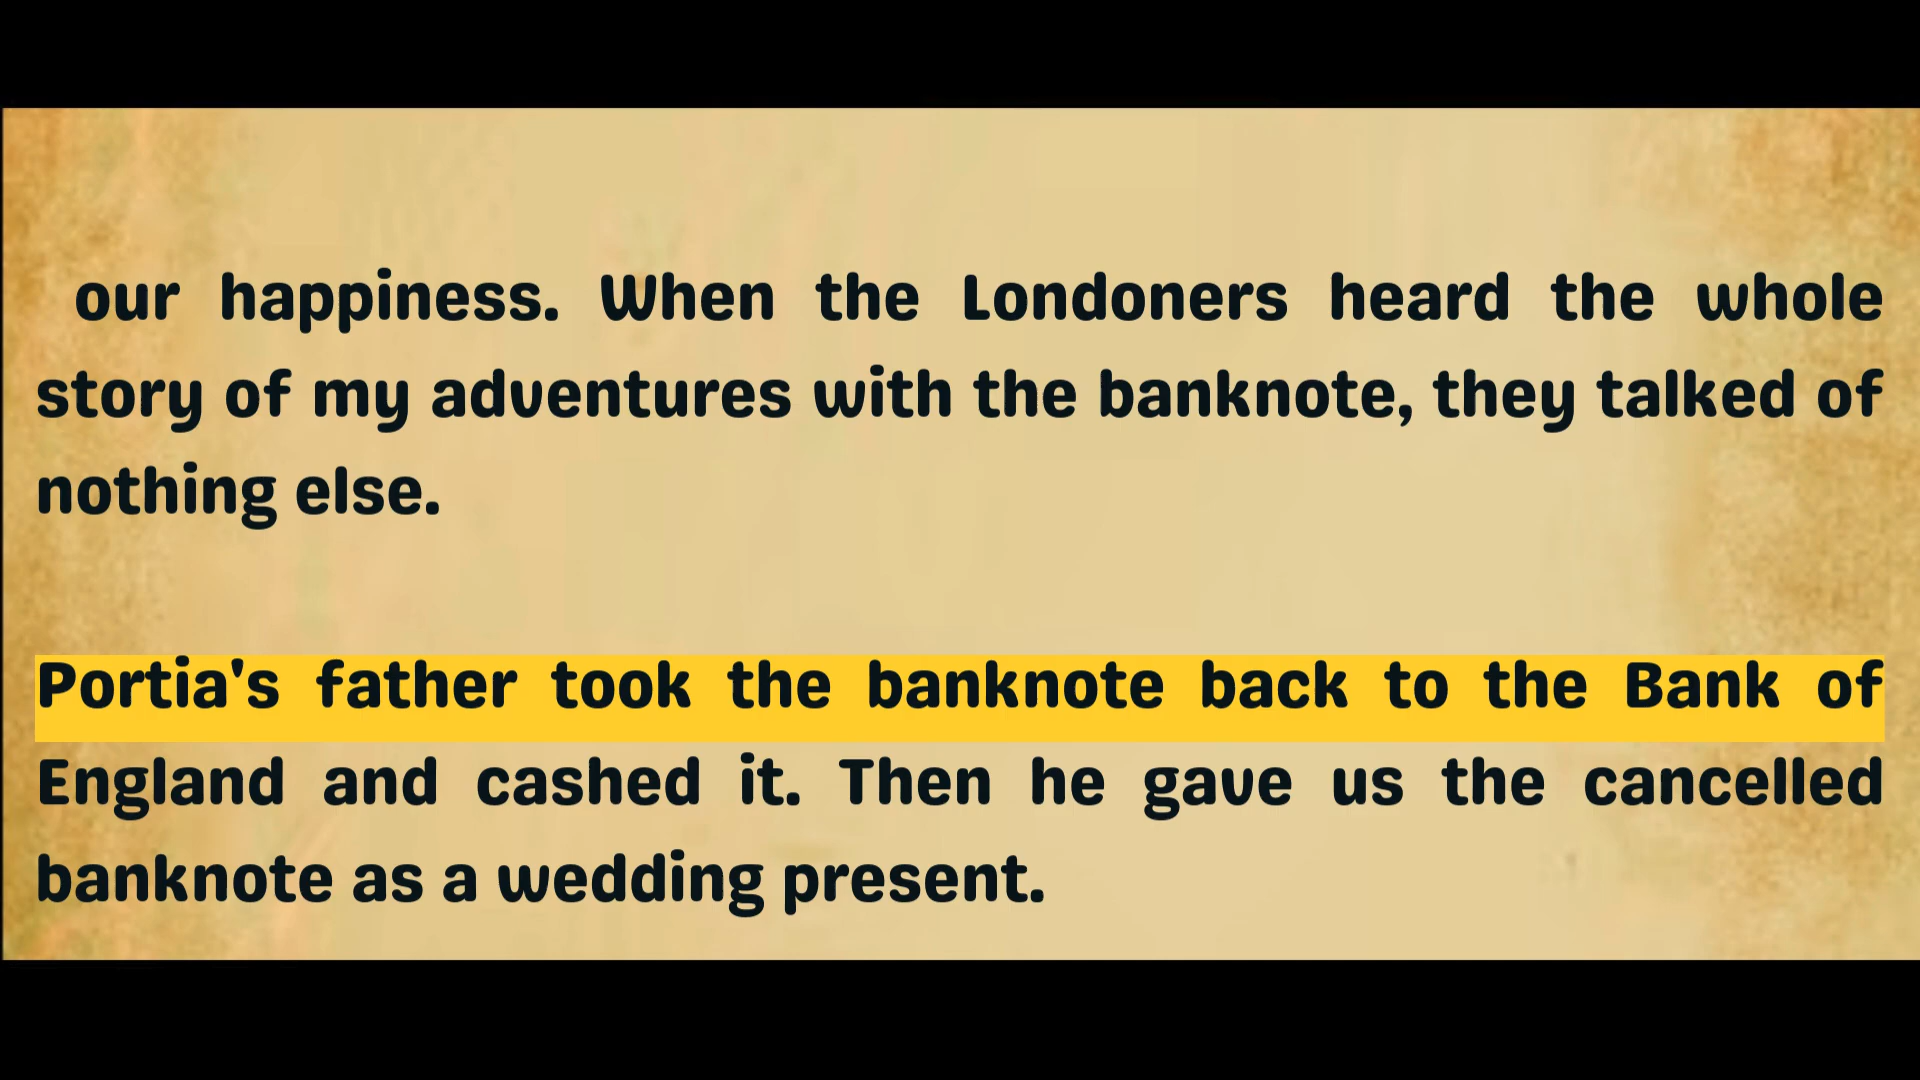 our happiness. When the Londoners heard the whole
story of my adventures with the banknote, they talked of
nothing else.
Portia's father took the banknote back to the Bank of
England and cashed it. Then he gave us the cancelled
banknote as a wedding present.